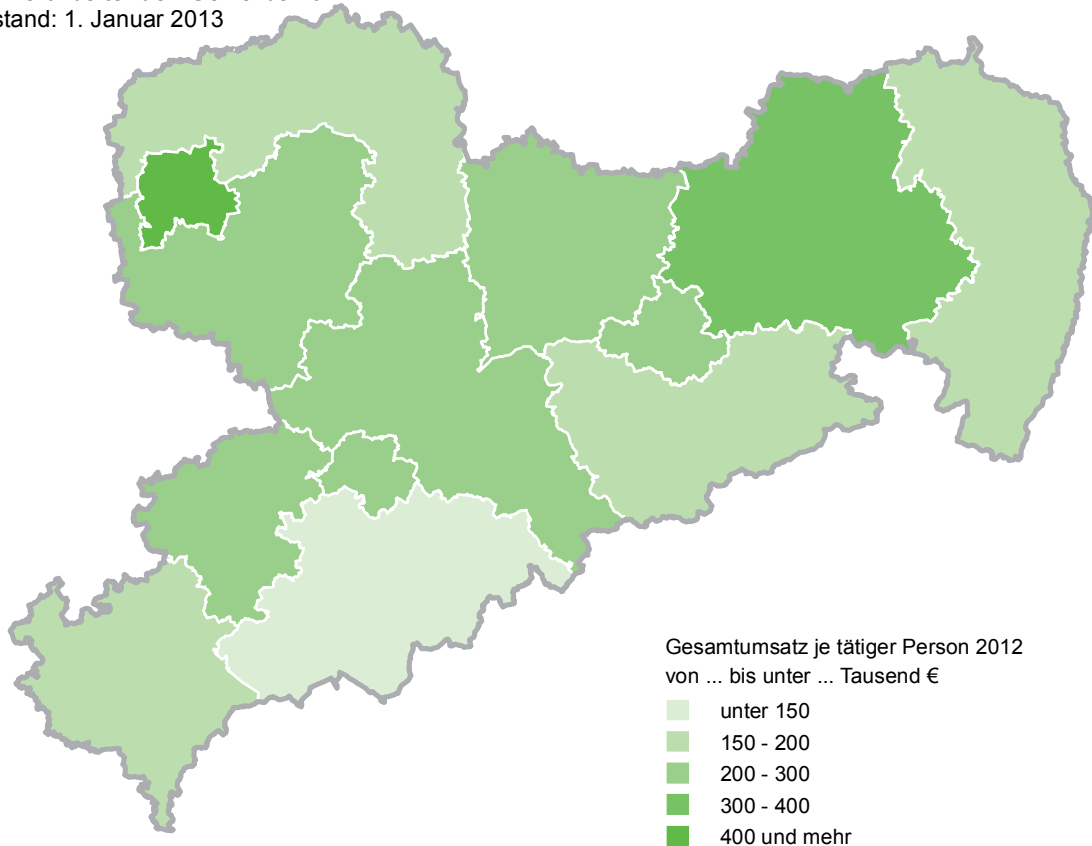 stand: 1. Januar 2013
Gesamtumsatz je tätiger Person 2012
von ... bis unter ... Tausend €
unter 150
150 - 200
200 - 300
300 - 400
400 und mehr